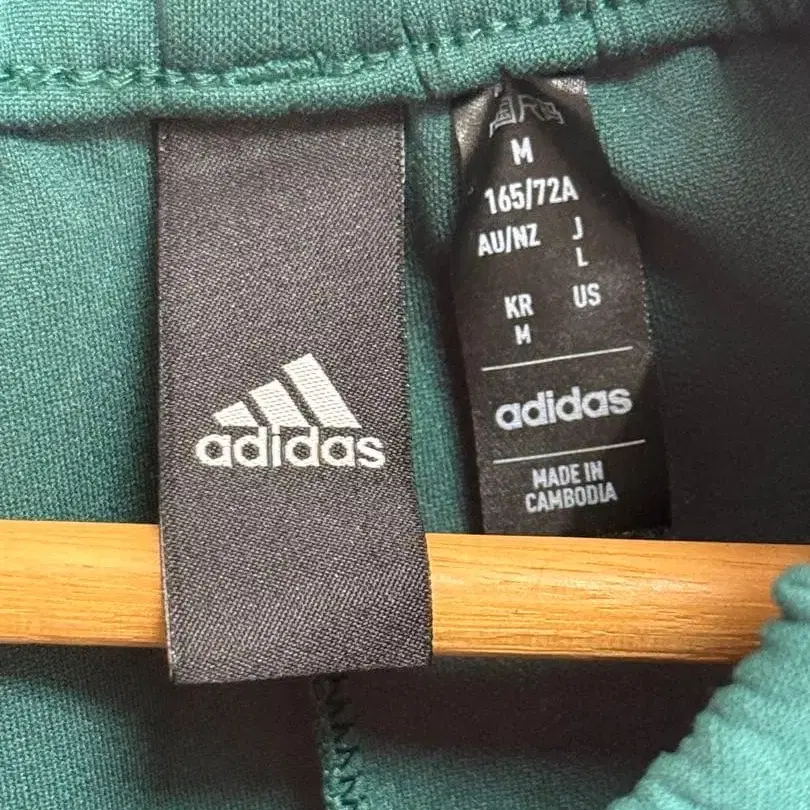 adidas
M
165/72A
AU/NZ J
L
KR US
M
adidas
MADE IN
CAMBODIA